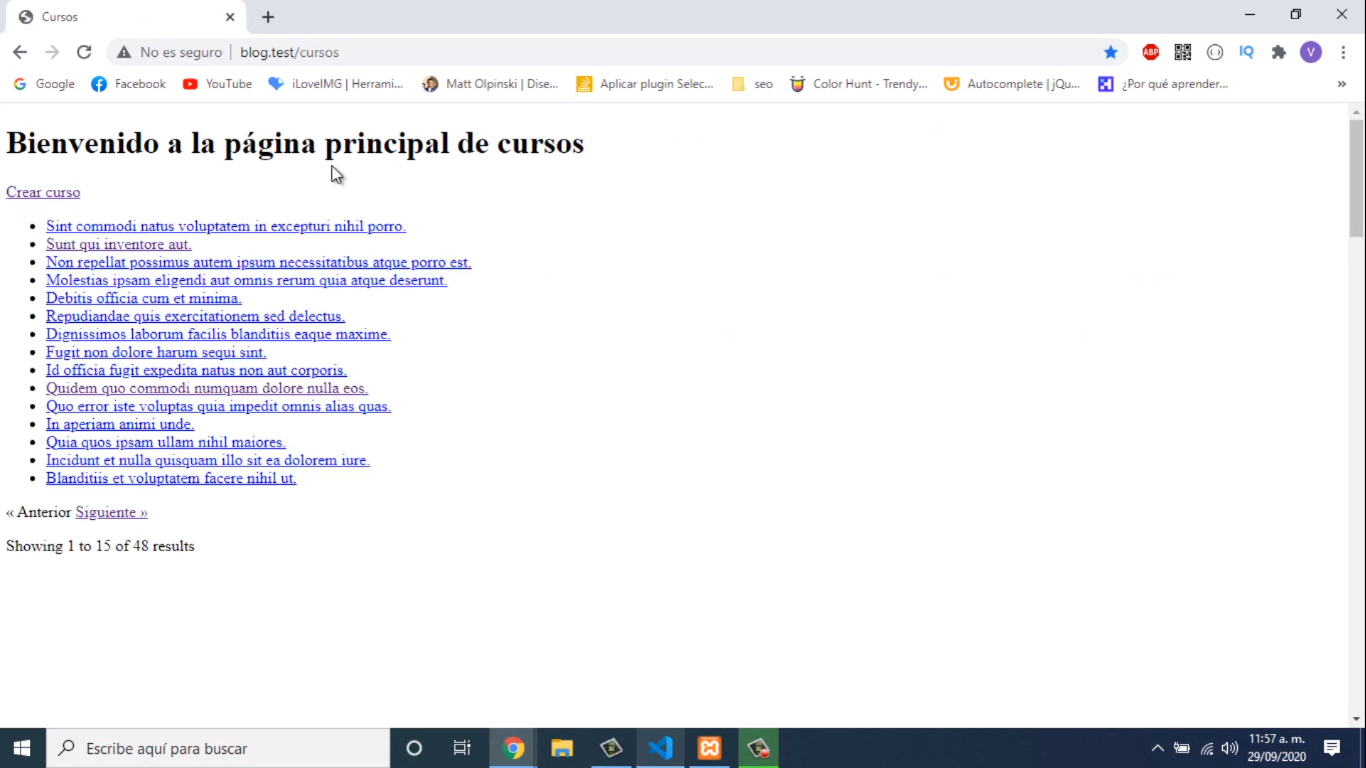 Cursos
No es seguro | blog.test/cursos
ABP
IQ
V
Google Facebook YouTube iLoveIMG | Herrami... Matt Olpinski | Dise... Aplicar plugin Selec... seo Color Hunt - Trendy... Autocomplete | jQu... ¿Por qué aprender... »
Bienvenido a la página principal de cursos
Crear curso
Sint commodi natus voluptatem in excepturi nihil porro.
Sunt qui inventore aut.
Non repellat possimus autem ipsum necessitatibus atque porro est.
Molestias ipsam eligendi aut omnis rerum quia atque deserunt.
Debitis officia cum et minima.
Repudiandae quis exercitationem sed delectus.
Dignissimos laborum facilis blanditiis eaque maxime.
Fugit non dolore harum sequi sint.
Id officia fugit expedita natus non aut corporis.
Quidem quo commodi numquam dolore nulla eos.
Quo error iste voluptas quia impedit omnis alias quas.
In aperiam animi unde.
Quia quos ipsam ullam nihil maiores.
Incidunt et nulla quisquam illo sit ea dolorem iure.
Blanditiis et voluptatem facere nihil ut.
« Anterior Siguiente »
Showing 1 to 15 of 48 results
Escribe aquí para buscar
11:57 a. m.
29/09/2020